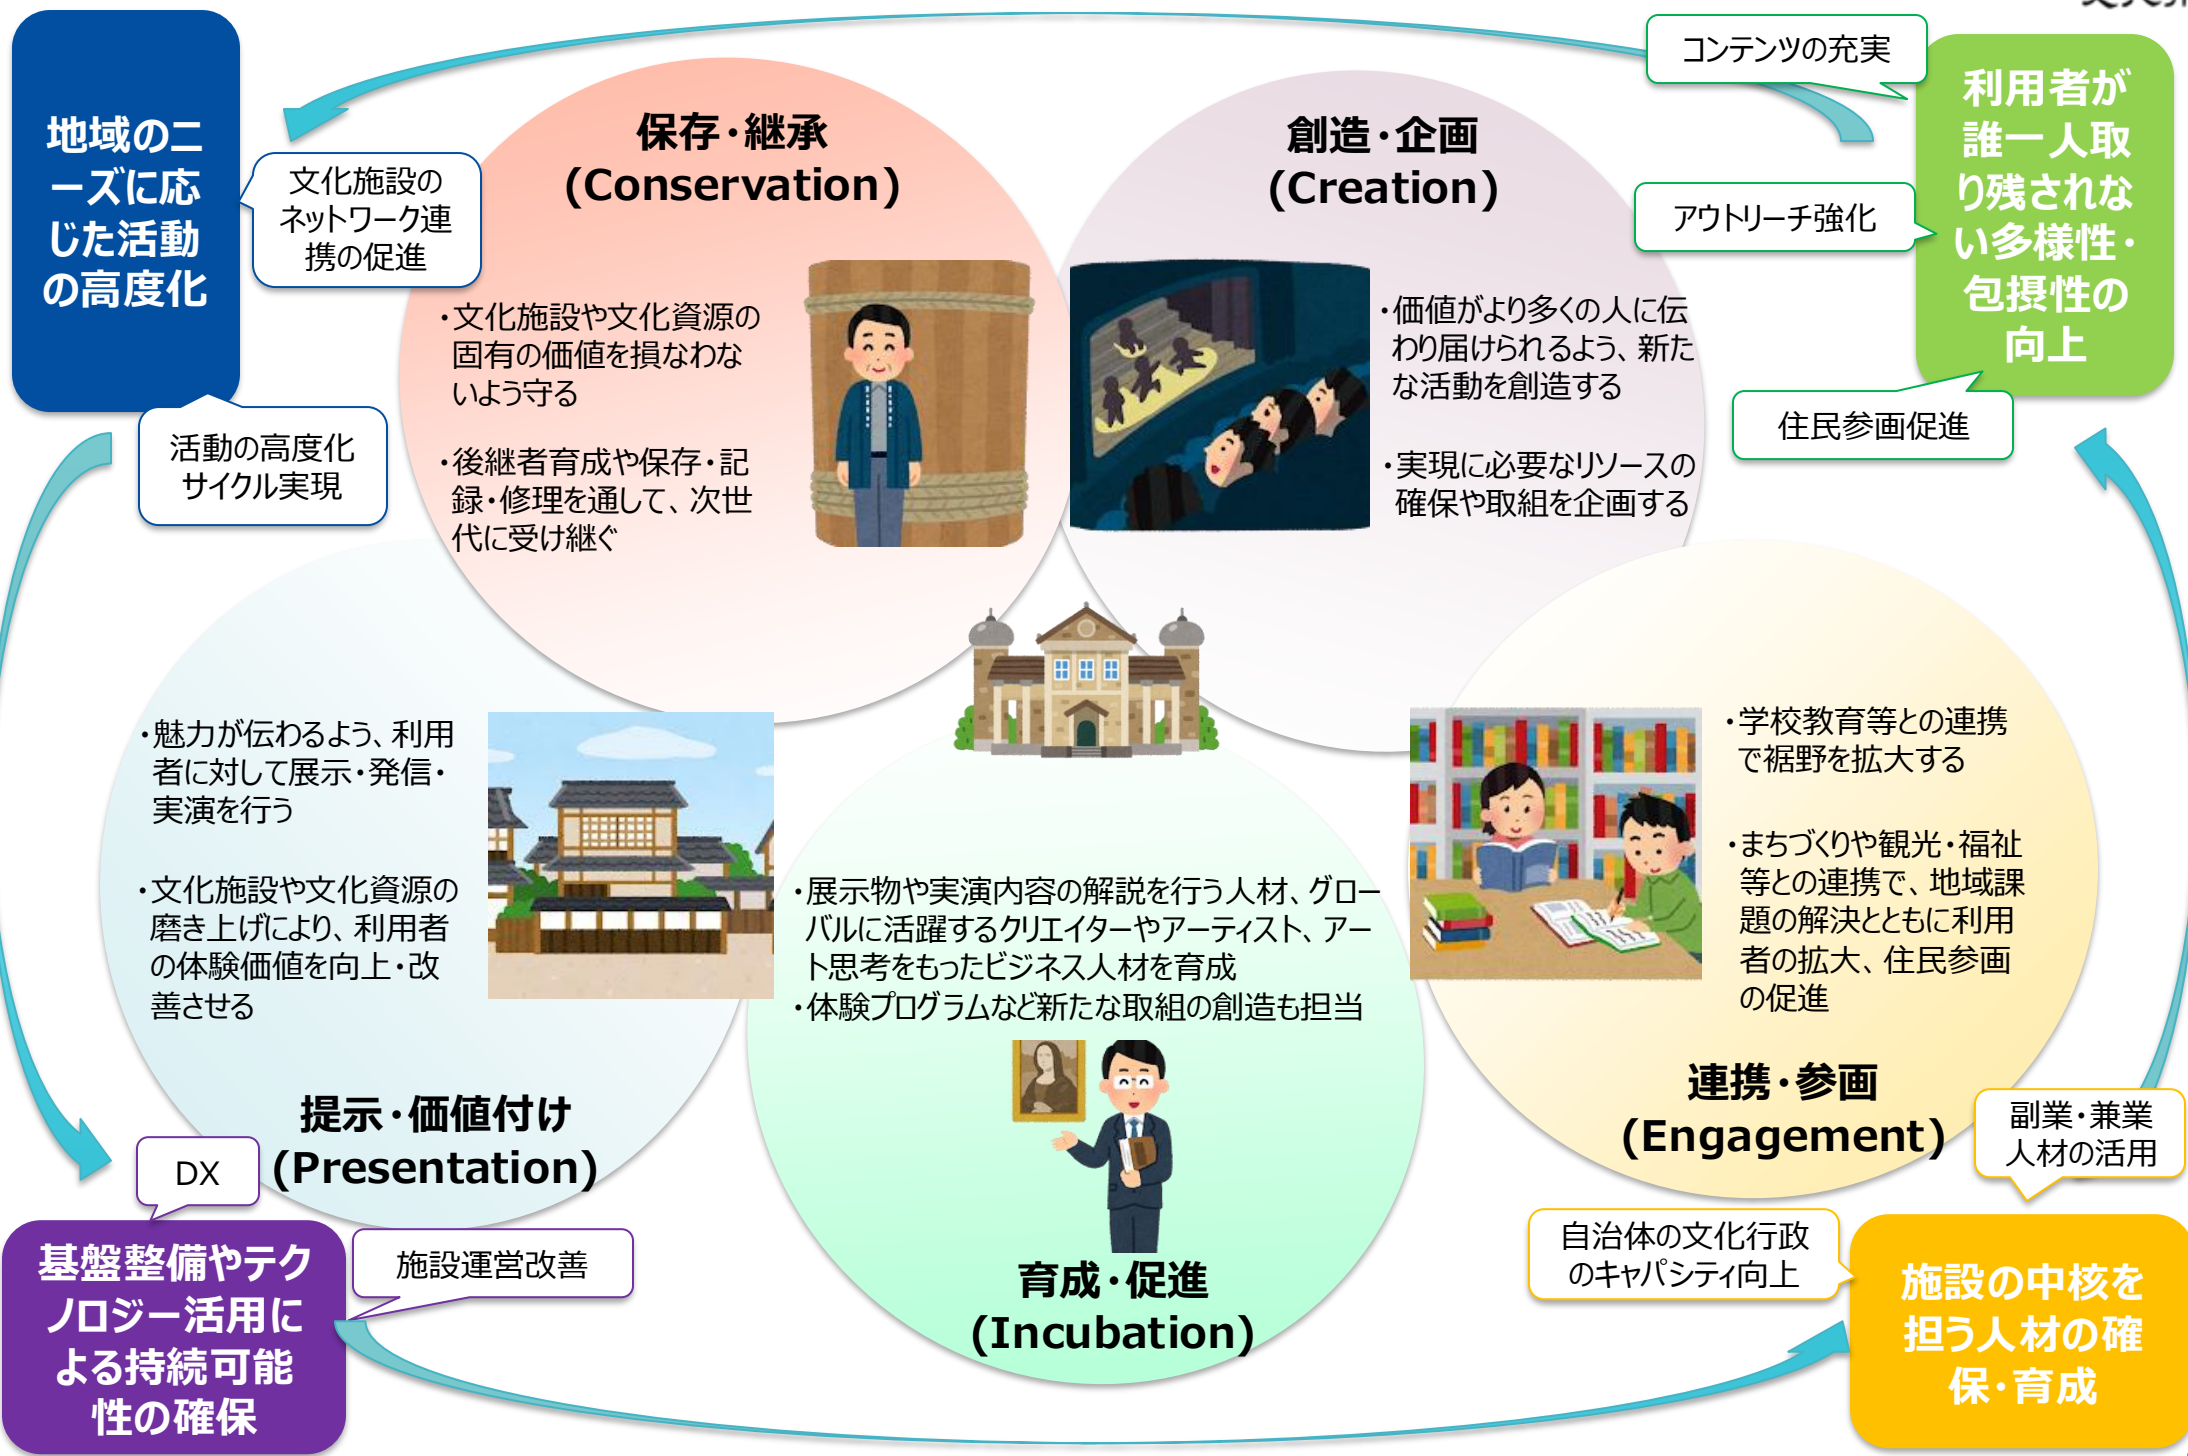 地域のニ
ーズに応
じた活動
の高度化
文化施設の
ネットワーク連
携の促進
活動の高度化
サイクル実現
保存・継承
(Conservation)
・文化施設や文化資源の
固有の価値を損なわな
いよう守る
・後継者育成や保存・記
録・修理を通して、次世
代に受け継ぐ
創造・企画
(Creation)
・価値がより多くの人に伝
わり届けられるよう、新た
な活動を創造する
・実現に必要なリソースの
確保や取組を企画する
コンテンツの充実
アウトリーチ強化
住民参画促進
利用者が
誰一人取
り残されな
い多様性・
包摂性の
向上
・魅力が伝わるよう、利用
者に対して展示・発信・
実演を行う
・文化施設や文化資源の
磨き上げにより、利用者
の体験価値を向上・改
善させる
提示・価値付け
(Presentation)
・展示物や実演内容の解説を行う人材、グロー
バルに活躍するクリエイターやアーティスト、アー
ト思考をもったビジネス人材を育成
・体験プログラムなど新たな取組の創造も担当
育成・促進
(Incubation)
・学校教育等との連携
で裾野を拡大する
・まちづくりや観光・福祉
等との連携で、地域課
題の解決とともに利用
者の拡大、住民参画
の促進
連携・参画
(Engagement)
DX
施設運営改善
基盤整備やテク
ノロジー活用に
よる持続可能
性の確保
副業・兼業
人材の活用
自治体の文化行政
のキャパシティ向上
施設の中核を
担う人材の確
保・育成